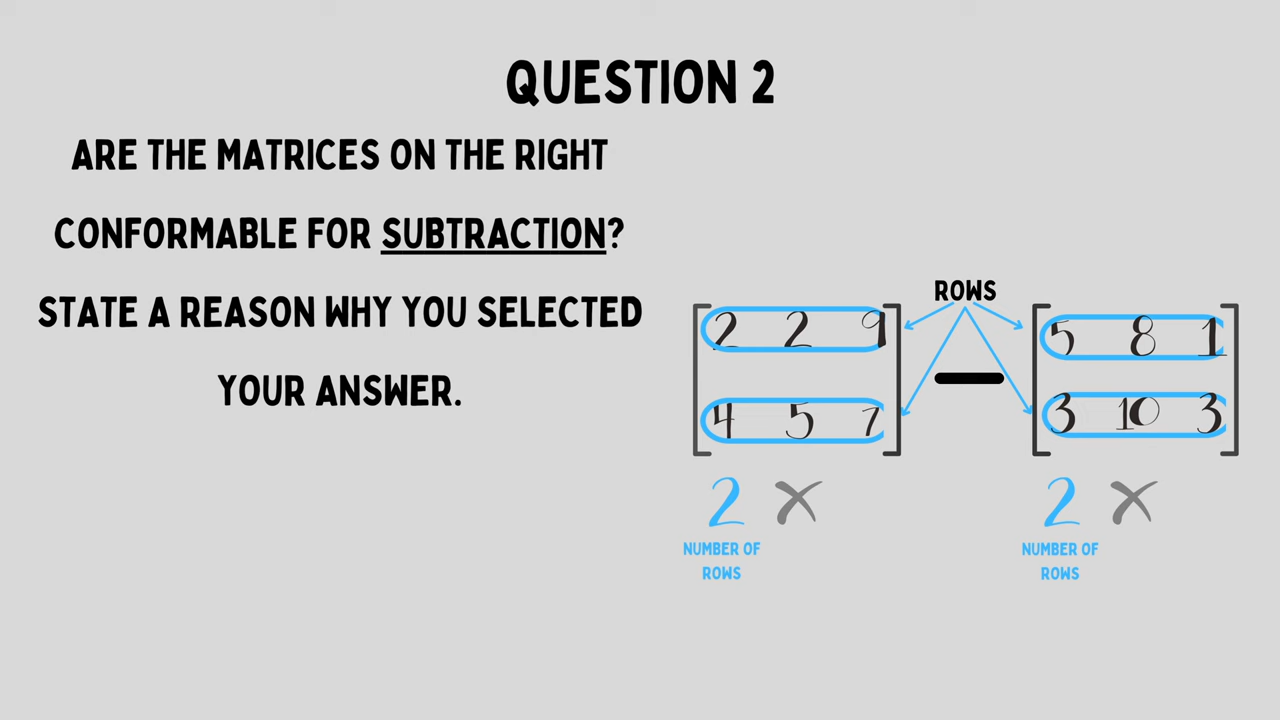 QUESTION 2
ARE THE MATRICES ON THE RIGHT
CONFORMABLE FOR SUBTRACTION?
STATE A REASON WHY YOU SELECTED
YOUR ANSWER.
ROWS
2 2 9
4 5 7
5 8 1
3 10 3
2 ×
NUMBER OF
ROWS
2 ×
NUMBER OF
ROWS